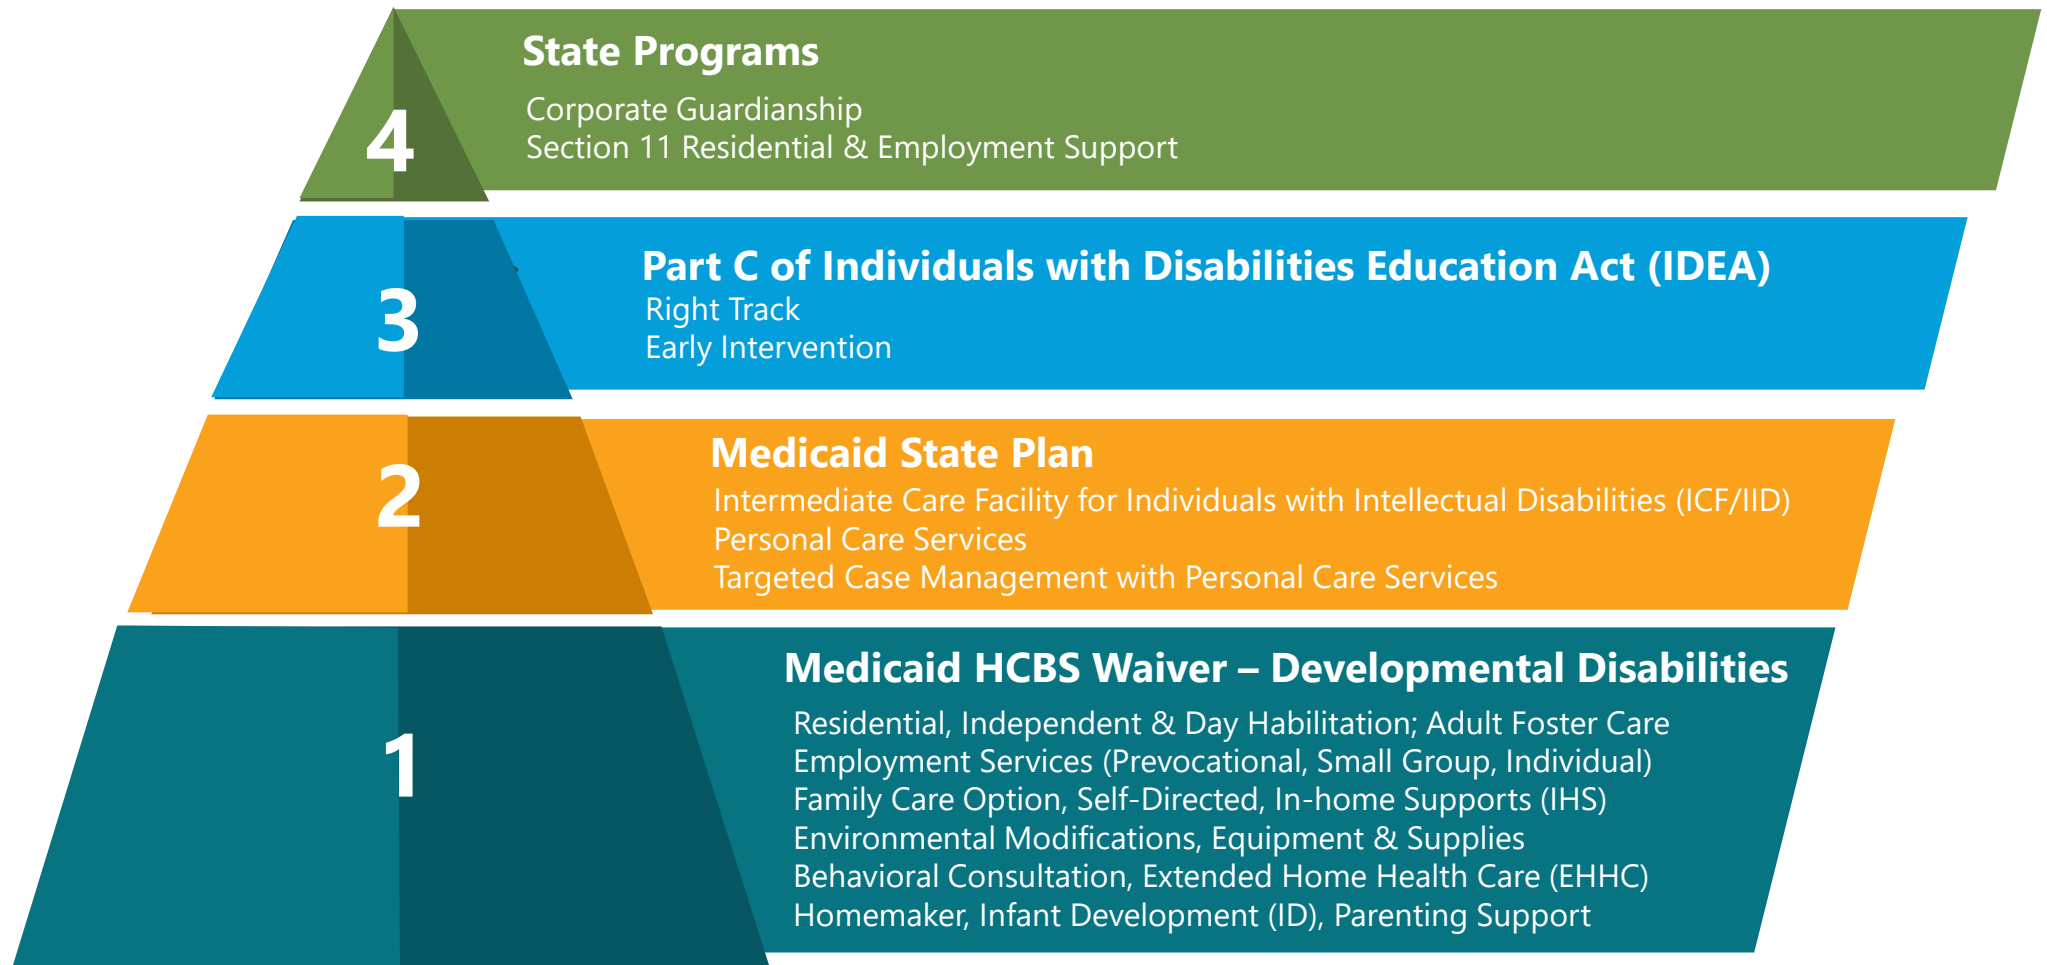 4
State Programs
Corporate Guardianship
Section 11 Residential & Employment Support
3
Part C of Individuals with Disabilities Education Act (IDEA)
Right Track
Early Intervention
2
Medicaid State Plan
Intermediate Care Facility for Individuals with Intellectual Disabilities (ICF/IID)
Personal Care Services
Targeted Case Management with Personal Care Services
1
Medicaid HCBS Waiver – Developmental Disabilities
Residential, Independent & Day Habilitation; Adult Foster Care
Employment Services (Prevocational, Small Group, Individual)
Family Care Option, Self-Directed, In-home Supports (IHS)
Environmental Modifications, Equipment & Supplies
Behavioral Consultation, Extended Home Health Care (EHHC)
Homemaker, Infant Development (ID), Parenting Support